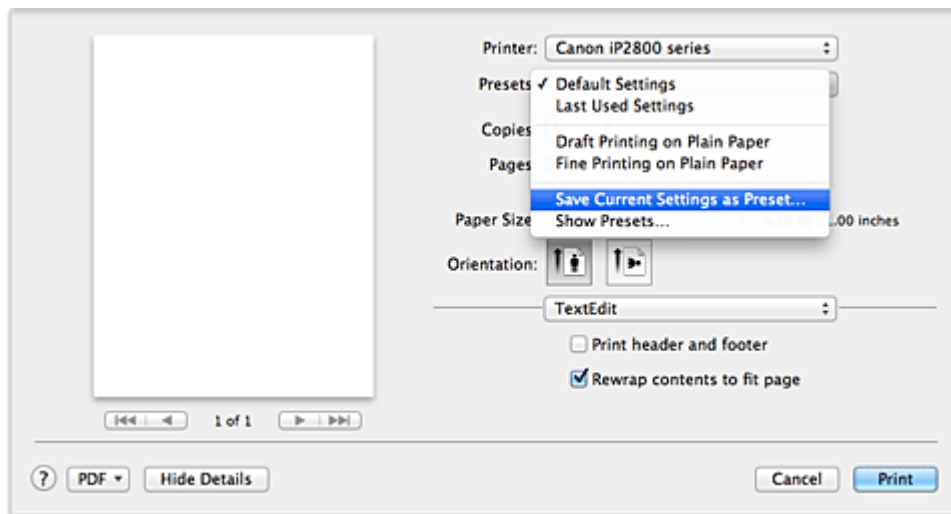 Printer: Canon iP2800 series
Presets ✓ Default Settings
Last Used Settings
Copies
Draft Printing on Plain Paper
Pages Fine Printing on Plain Paper
Save Current Settings as Preset...
Paper Size Show Presets... .00 inches
Orientation:
TextEdit
Print header and footer
Rewrap contents to fit page
1 of 1
? PDF Hide Details Cancel Print